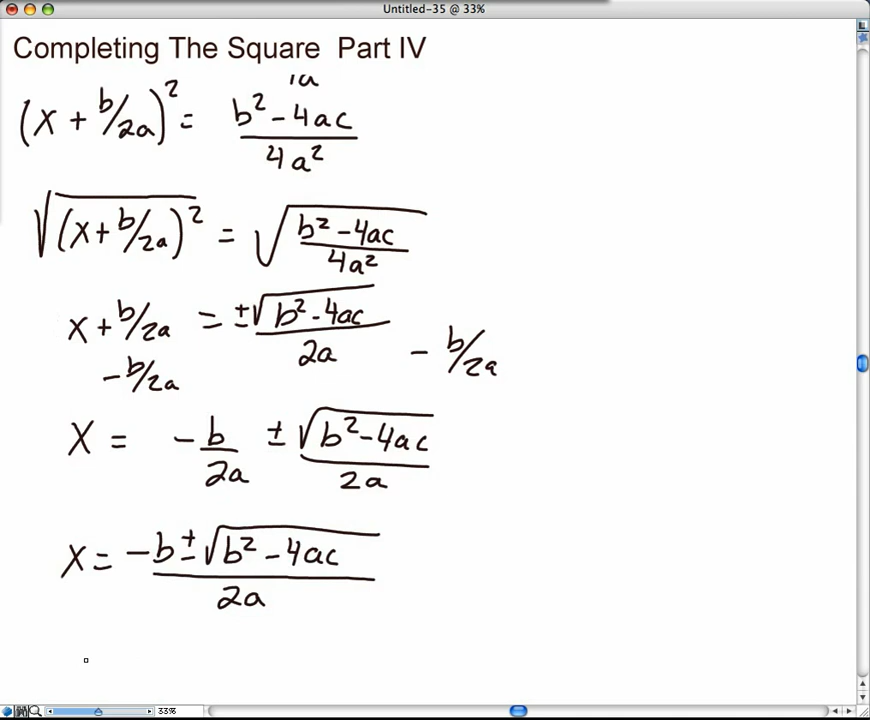 Untitled-35 @ 33%
Completing The Square Part IV
(x + b/2a)² = b² - 4ac / 4a²
√(x + b/2a)² = √ b² - 4ac / 4a²
x + b/2a = ±√b² - 4ac / 2a - b/2a
- b/2a
X = - b / 2a ± √b² - 4ac / 2a
X = -b ± √b² - 4ac / 2a
33%